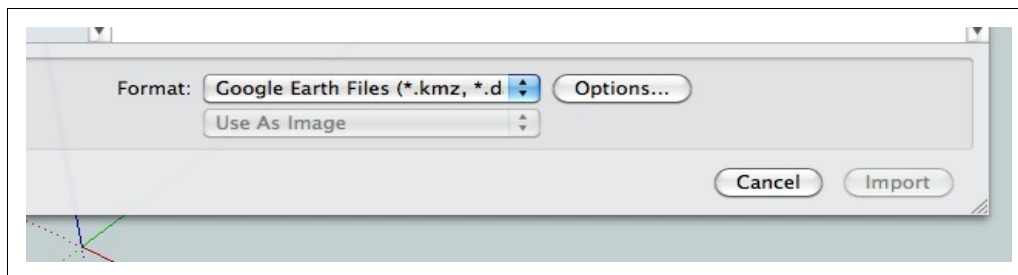 Format: Google Earth Files (*.kmz, *.d Options...
Use As Image
Cancel Import